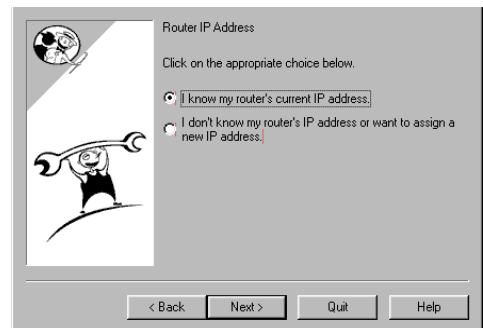 Router IP Address
Click on the appropriate choice below.
I know my router's current IP address.
I don't know my router's IP address or want to assign a
new IP address.
< Back Next > Quit Help